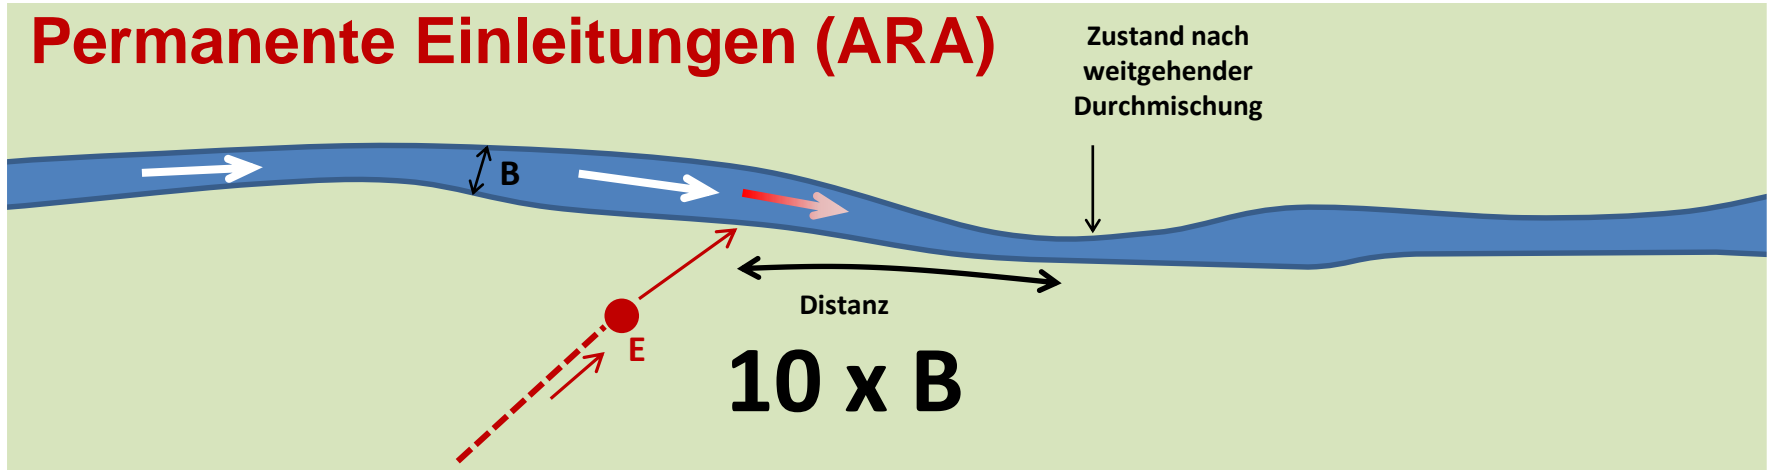 Permanente Einleitungen (ARA)
Zustand nach
weitgehender
Durchmischung
B
Distanz
E
10 x B